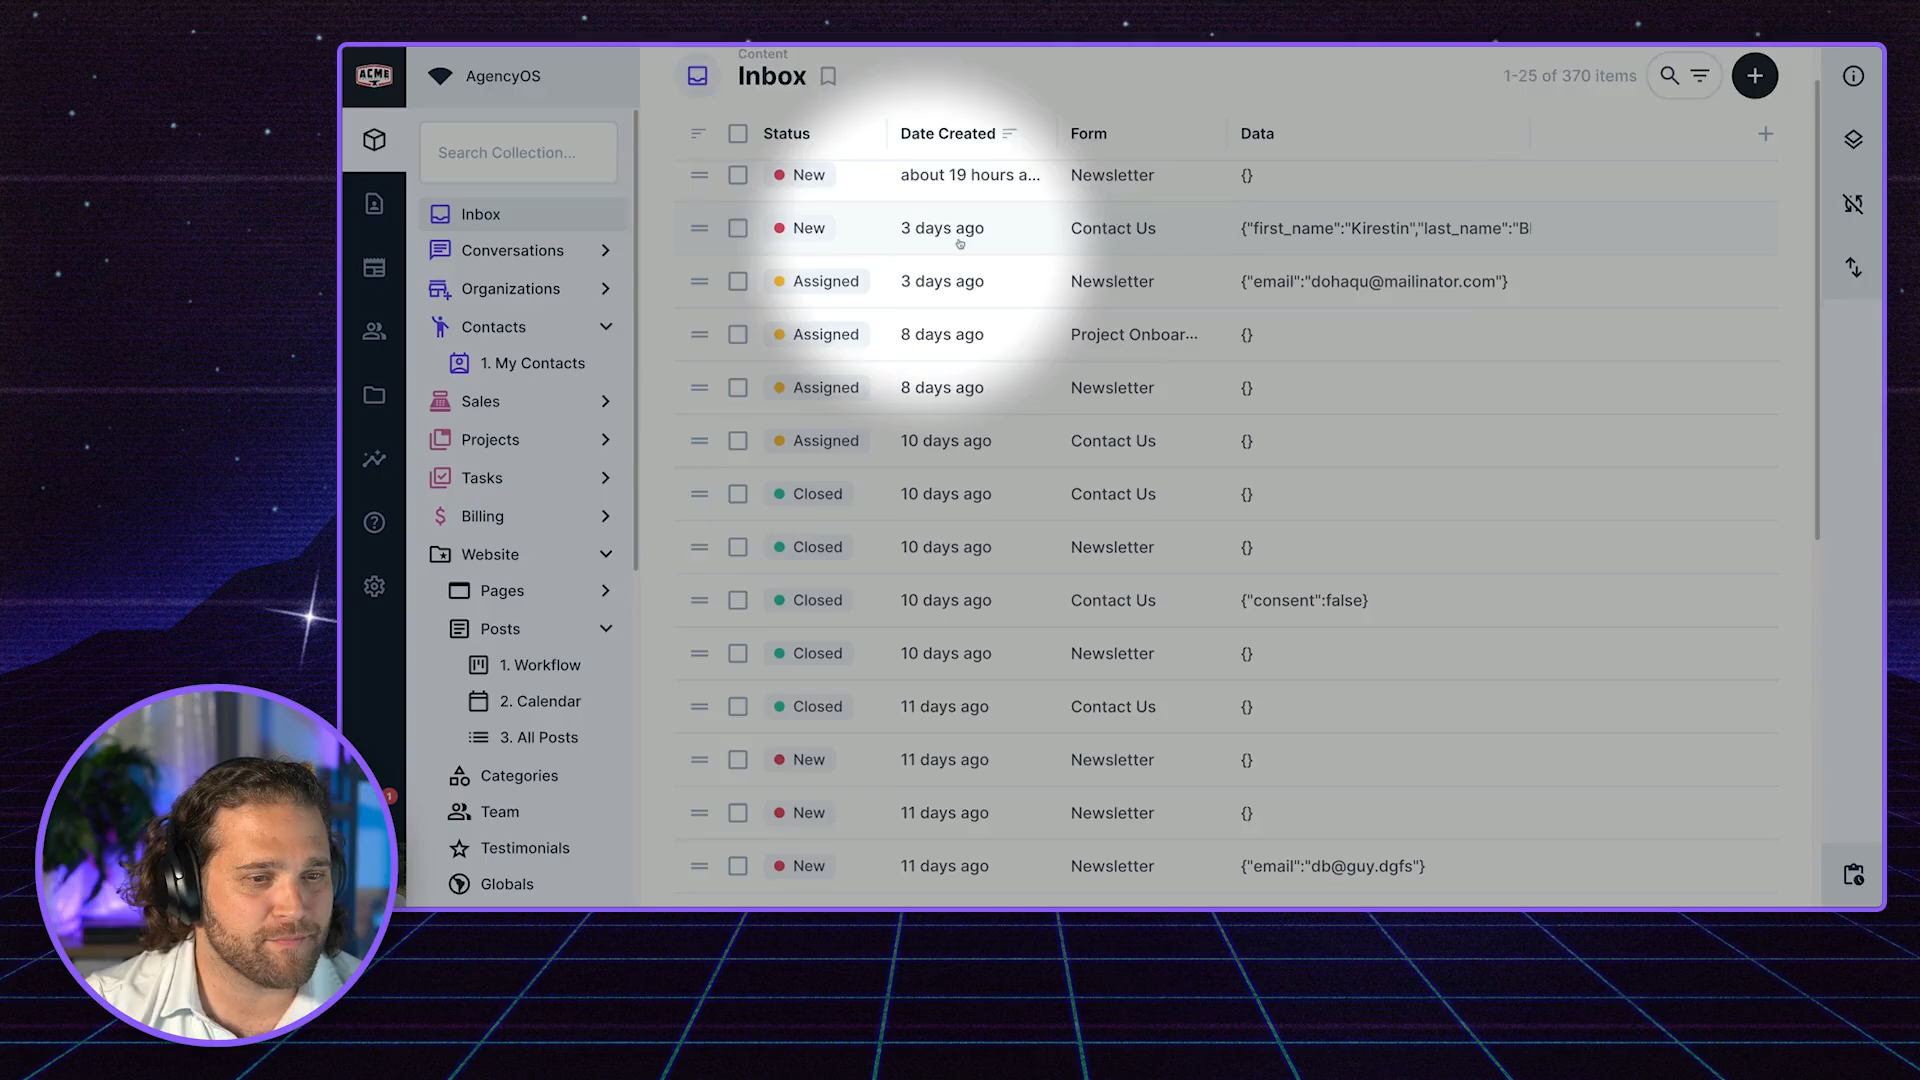 ACME
AgencyOS
Search Collection...
Inbox
Conversations
Organizations
Contacts
1. My Contacts
Sales
Projects
Tasks
Billing
Website
Pages
Posts
1. Workflow
2. Calendar
3. All Posts
Categories
Team
Testimonials
Globals
1
Content
Inbox
1-25 of 370 items
Status Date Created Form Data
New about 19 hours a... Newsletter {}
New 3 days ago Contact Us {"first_name":"Kirestin","last_name":"Bl
Assigned 3 days ago Newsletter {"email":"dohaqu@mailinator.com"}
Assigned 8 days ago Project Onboar... {}
Assigned 8 days ago Newsletter {}
Assigned 10 days ago Contact Us {}
Closed 10 days ago Contact Us {}
Closed 10 days ago Newsletter {}
Closed 10 days ago Contact Us {"consent":false}
Closed 10 days ago Newsletter {}
Closed 11 days ago Contact Us {}
New 11 days ago Newsletter {}
New 11 days ago Newsletter {}
New 11 days ago Newsletter {"email":"db@guy.dgfs"}